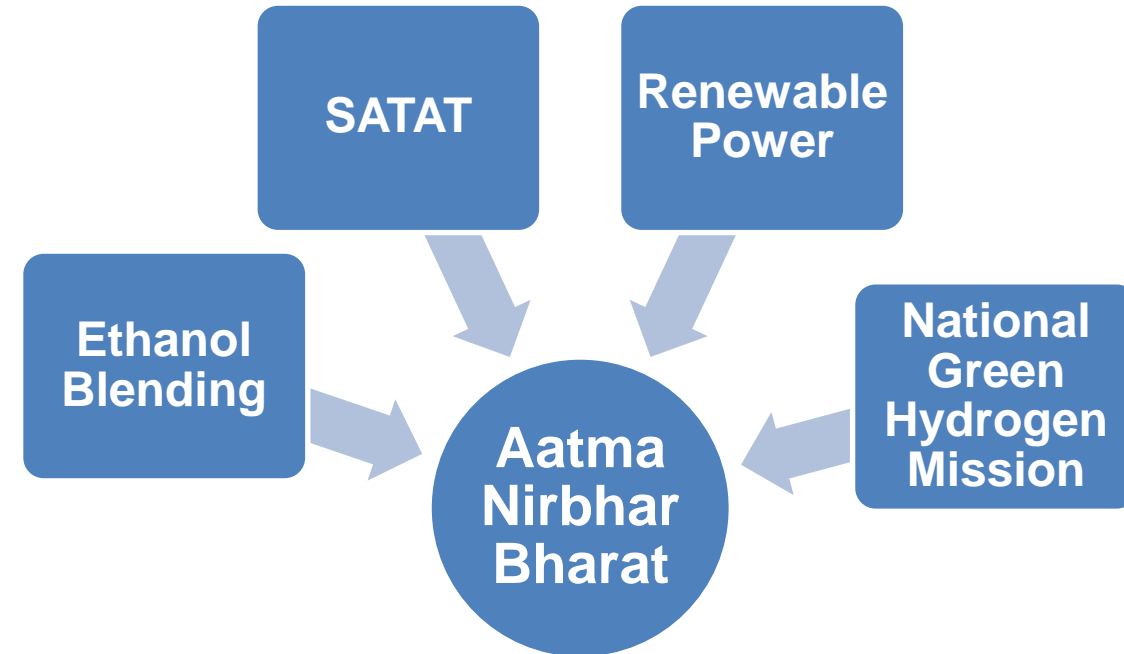 SATAT
Renewable
Power
Ethanol
Blending
National
Green
Hydrogen
Mission
Aatma
Nirbhar
Bharat